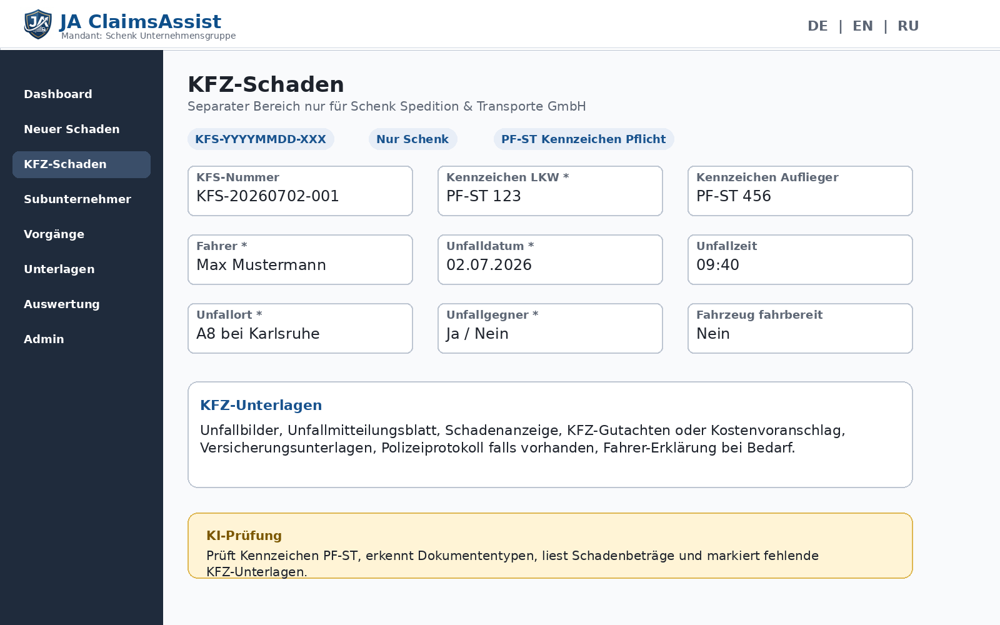 JA ClaimsAssist
Mandant: Schenk Unternehmensgruppe
DE | EN | RU
Dashboard
Neuer Schaden
KFZ-Schaden
Subunternehmer
Vorgänge
Unterlagen
Auswertung
Admin
KFZ-Schaden
Separater Bereich nur für Schenk Spedition & Transporte GmbH
KFS-YYYYMMDD-XXX
Nur Schenk
PF-ST Kennzeichen Pflicht
KFS-Nummer
KFS-20260702-001
Kennzeichen LKW *
PF-ST 123
Kennzeichen Auflieger
PF-ST 456
Fahrer *
Max Mustermann
Unfalldatum *
02.07.2026
Unfallzeit
09:40
Unfallort *
A8 bei Karlsruhe
Unfallgegner *
Ja / Nein
Fahrzeug fahrbereit
Nein
KFZ-Unterlagen
Unfallbilder, Unfallmitteilungsblatt, Schadenanzeige, KFZ-Gutachten oder Kostenvoranschlag,
Versicherungsunterlagen, Polizeiprotokoll falls vorhanden, Fahrer-Erklärung bei Bedarf.
KI-Prüfung
Prüft Kennzeichen PF-ST, erkennt Dokumententypen, liest Schadenbeträge und markiert fehlende
KFZ-Unterlagen.